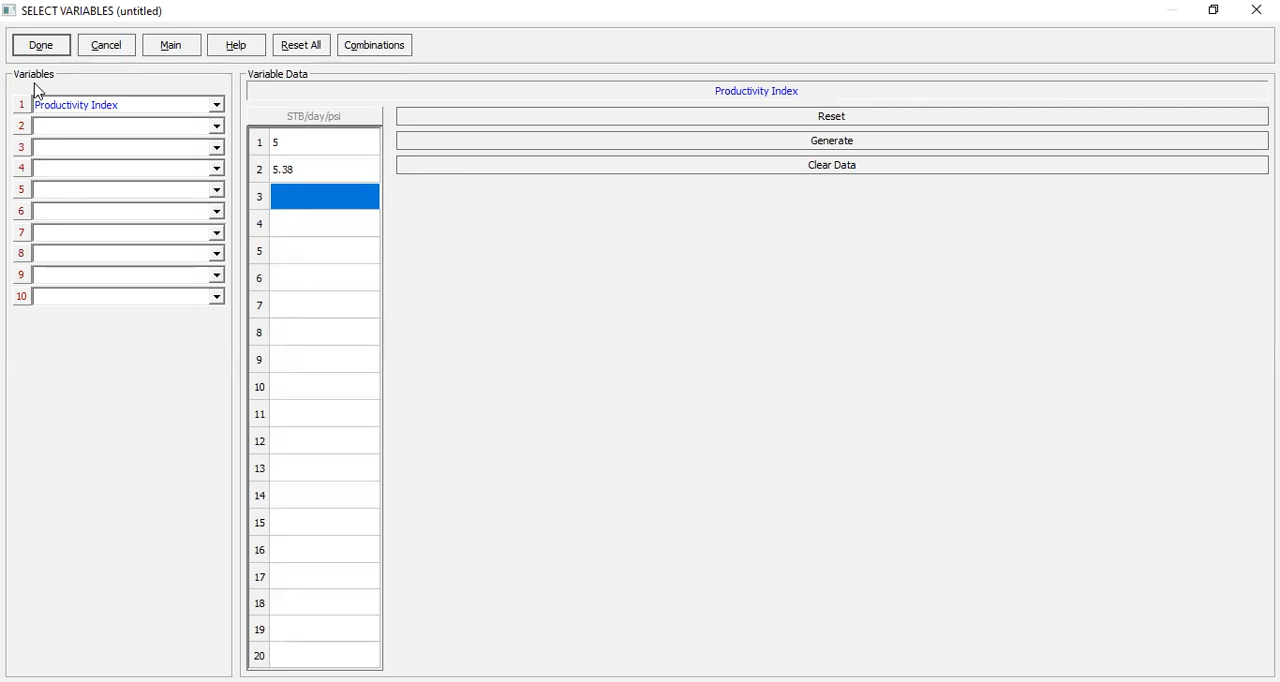 SELECT VARIABLES (untitled)
Done Cancel Main Help Reset All Combinations
Variables
1 Productivity Index
2
3
4
5
6
7
8
9
10
Variable Data
Productivity Index
STB/day/psi
1 5
2 5.38
3
4
5
6
7
8
9
10
11
12
13
14
15
16
17
18
19
20
Reset
Generate
Clear Data